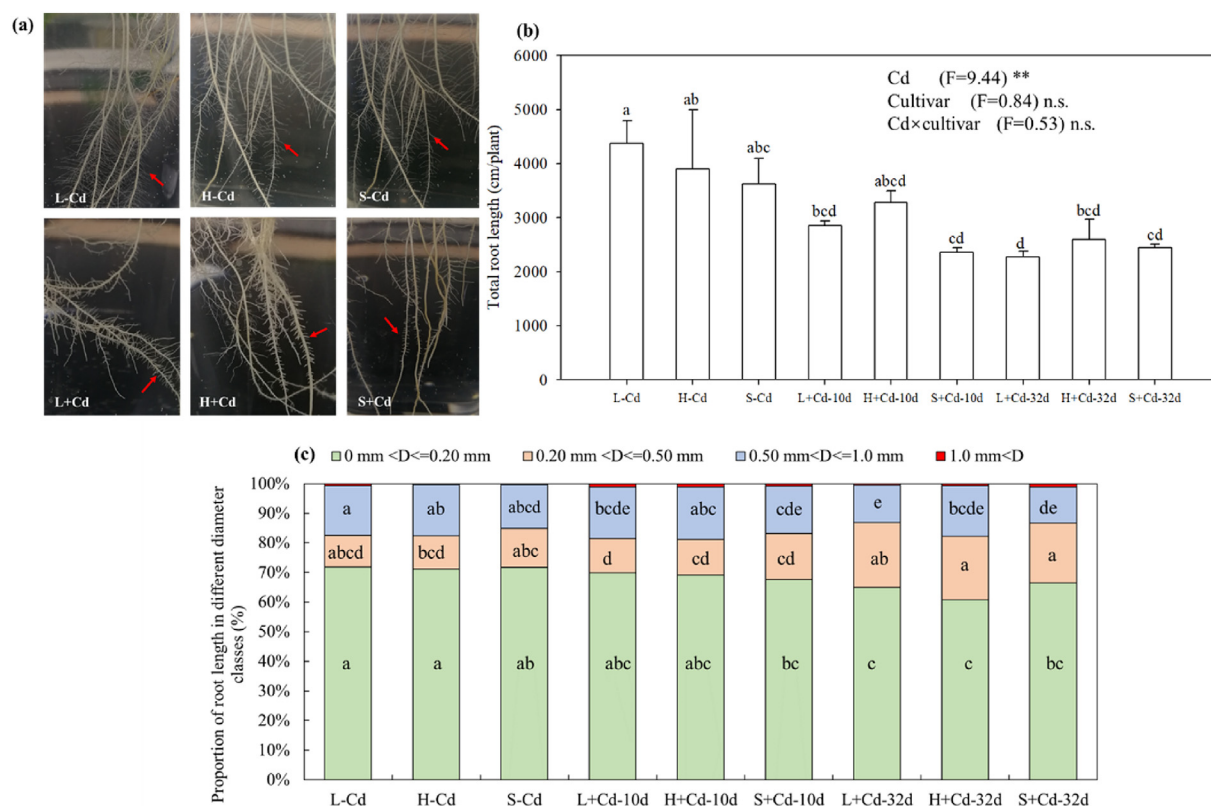 (a)
L-Cd
H-Cd
S-Cd
L+Cd
H+Cd
S+Cd
(b)
Total root length (cm/plant)
6000
5000
4000
3000
2000
1000
0
Cd (F=9.44) **
Cultivar (F=0.84) n.s.
Cd×cultivar (F=0.53) n.s.
a ab abc bcd abcd cd d bcd cd
L-Cd H-Cd S-Cd L+Cd-10d H+Cd-10d S+Cd-10d L+Cd-32d H+Cd-32d S+Cd-32d
(c) 0 mm <D<=0.20 mm 0.20 mm <D<=0.50 mm 0.50 mm<D<=1.0 mm 1.0 mm<D
Proportion of root length in different diameter
classes (%)
100%
90%
80%
70%
60%
50%
40%
30%
20%
10%
0%
a ab abcd bcde abc cde e bcde de
abcd bcd abc d cd cd ab a a
a a ab abc abc bc c c bc
L-Cd H-Cd S-Cd L+Cd-10d H+Cd-10d S+Cd-10d L+Cd-32d H+Cd-32d S+Cd-32d